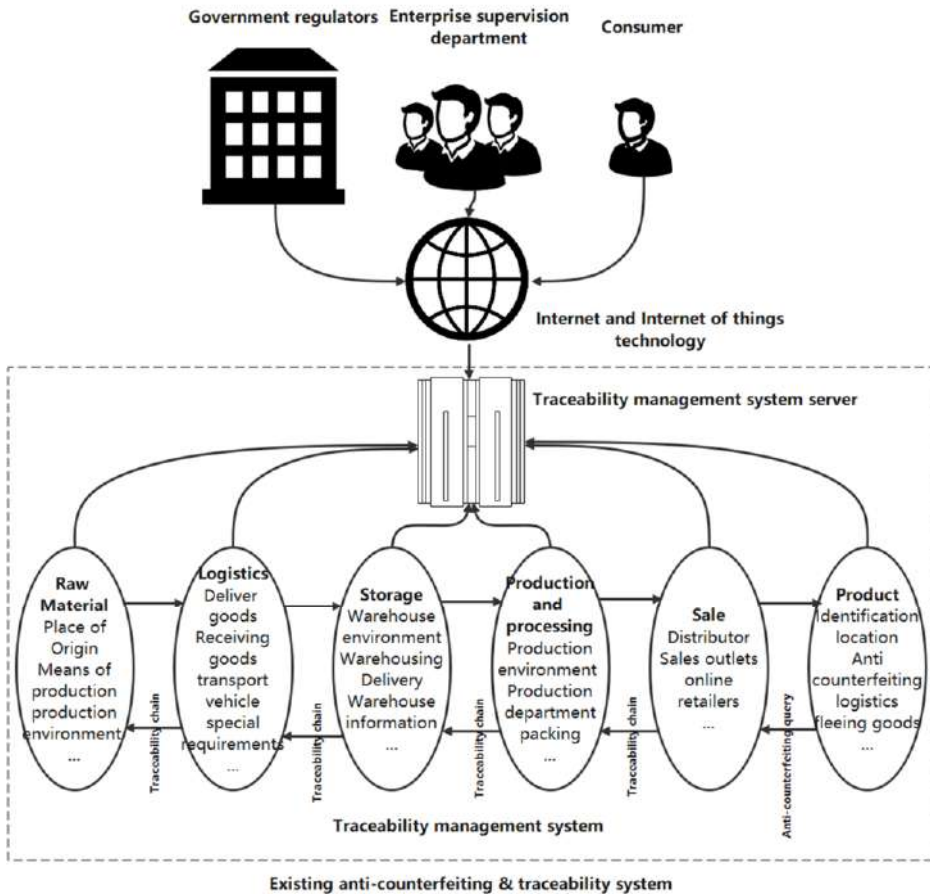 Government regulators
Enterprise supervision
department
Consumer
Internet and Internet of things
technology
Traceability management system server
Raw
Material
Place of
Origin
Means of
production
production
environment
...
Logistics
Deliver
goods
Receiving
goods
transport
vehicle
special
requirements
...
Storage
Warehouse
environment
Warehousing
Delivery
Warehouse
information
...
Production
and
processing
Production
environment
Production
department
packing
...
Sale
Distributor
Sales outlets
online
retailers
...
Product
Identification
location
Anti
counterfeiting
logistics
fleeing goods
...
Traceability chain
Traceability chain
Traceability chain
Traceability chain
Anti-counterfeiting query
Traceability management system
Existing anti-counterfeiting & traceability system